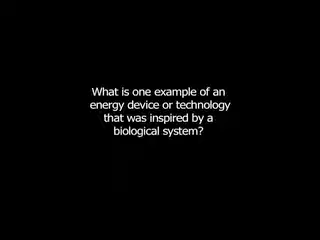 What is one example of an
energy device or technology
that was inspired by a
biological system?